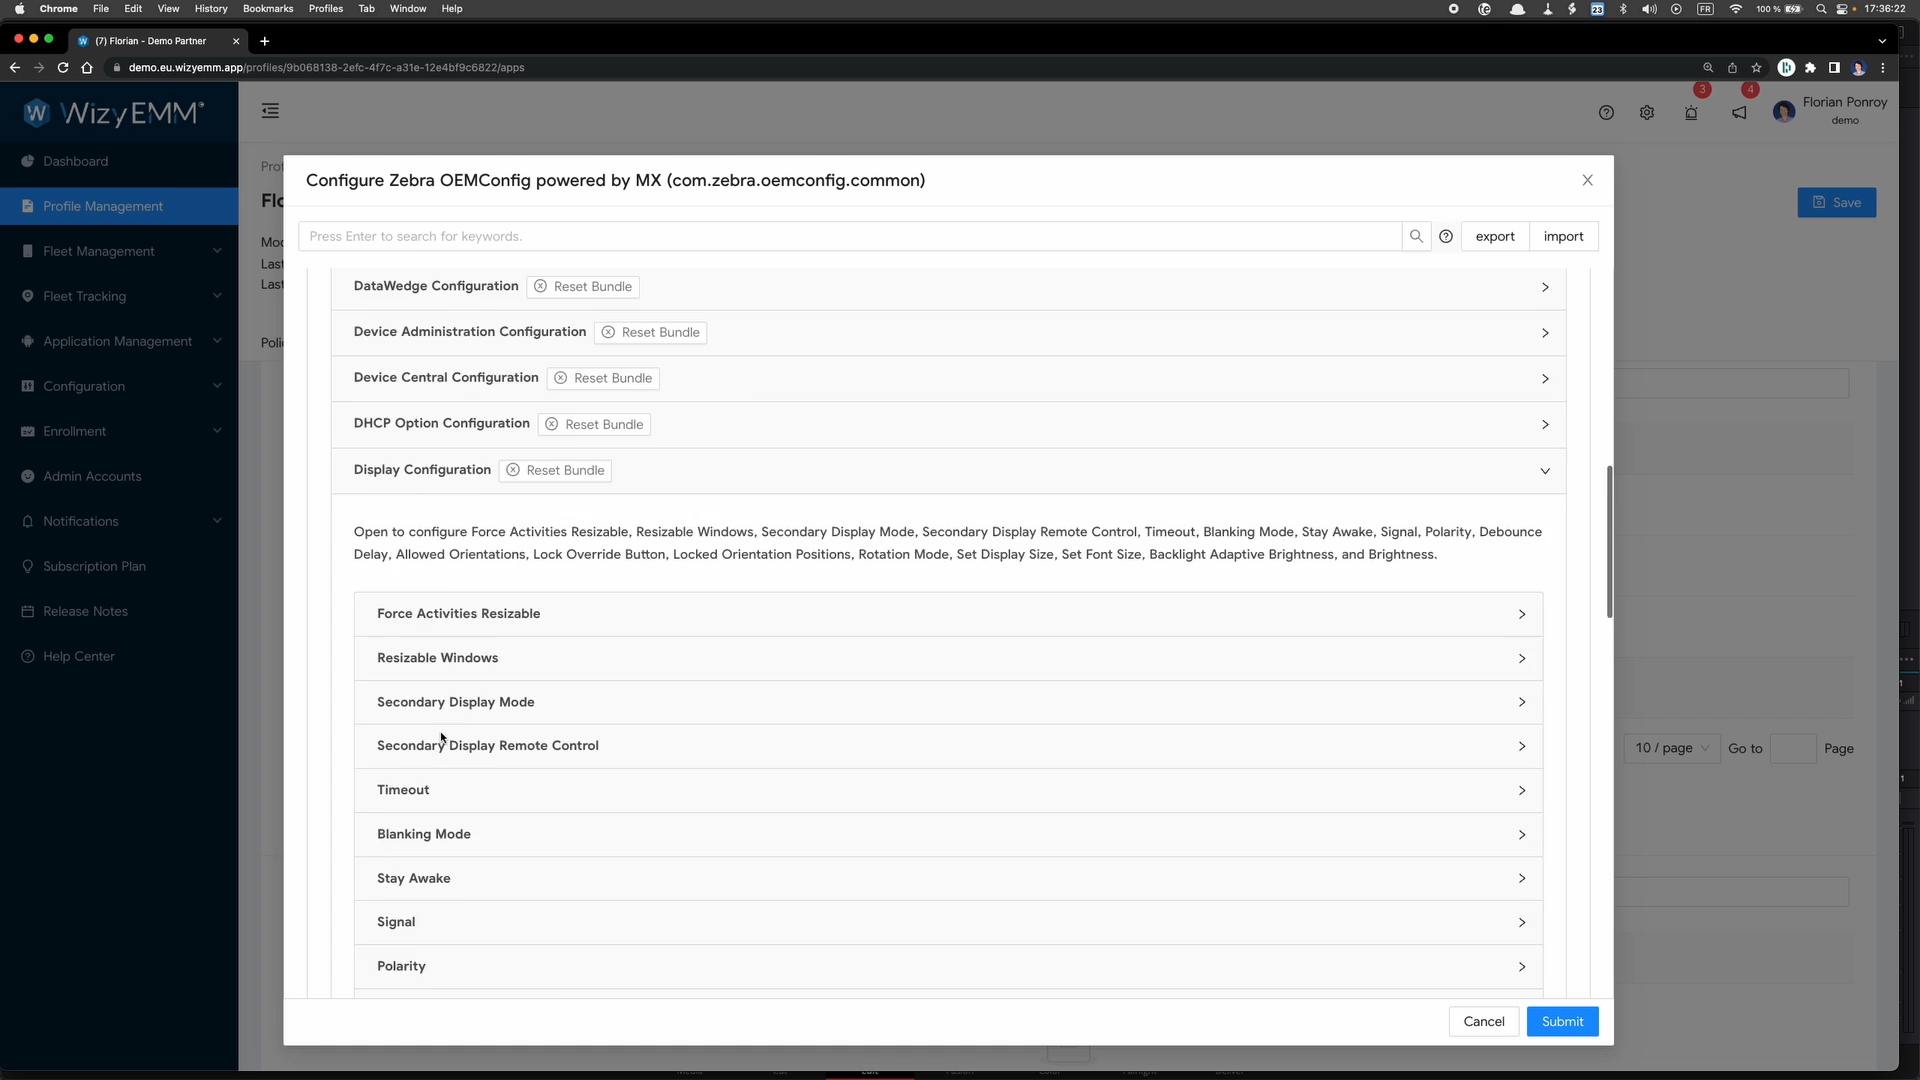 Chrome File Edit View History Bookmarks Profiles Tab Window Help
23 FR 100 % 17:36:22
(7) Florian - Demo Partner
demo.eu.wizyemm.app/profiles/9b068138-2efc-4f7c-a31e-12e4bf9c6822/apps
W WizyEMM
3 4
Florian Ponroy
demo
Dashboard
Profile Management
Fleet Management
Fleet Tracking
Application Management
Configuration
Enrollment
Admin Accounts
Notifications
Subscription Plan
Release Notes
Help Center
Save
Configure Zebra OEMConfig powered by MX (com.zebra.oemconfig.common)
Press Enter to search for keywords.
export import
DataWedge Configuration Reset Bundle
Device Administration Configuration Reset Bundle
Device Central Configuration Reset Bundle
DHCP Option Configuration Reset Bundle
Display Configuration Reset Bundle
Open to configure Force Activities Resizable, Resizable Windows, Secondary Display Mode, Secondary Display Remote Control, Timeout, Blanking Mode, Stay Awake, Signal, Polarity, Debounce
Delay, Allowed Orientations, Lock Override Button, Locked Orientation Positions, Rotation Mode, Set Display Size, Set Font Size, Backlight Adaptive Brightness, and Brightness.
Force Activities Resizable
Resizable Windows
Secondary Display Mode
Secondary Display Remote Control
Timeout
Blanking Mode
Stay Awake
Signal
Polarity
10 / page Go to Page
Cancel Submit